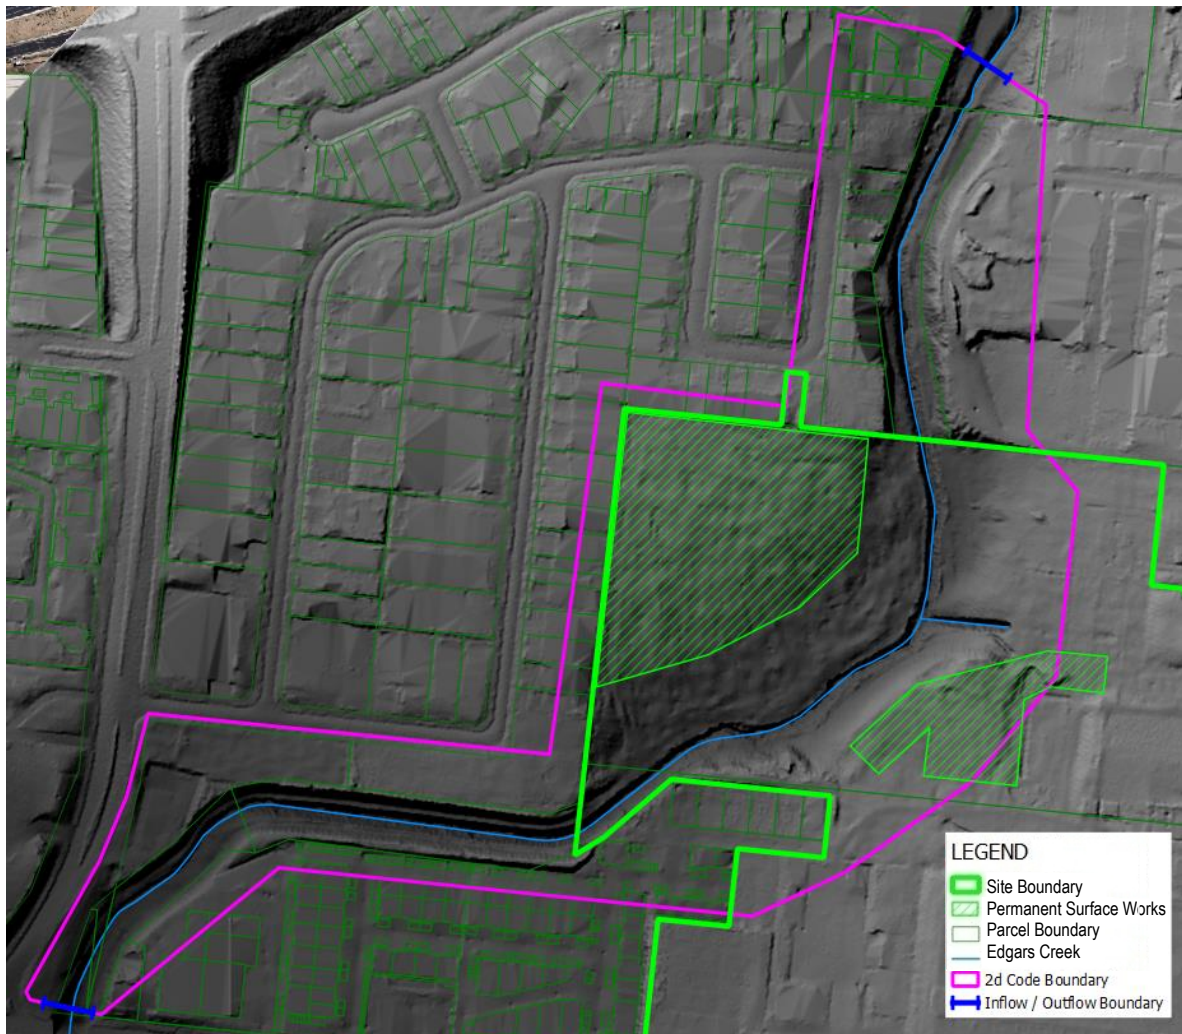 LEGEND
Site Boundary
Permanent Surface Works
Parcel Boundary
Edgars Creek
2d Code Boundary
Inflow / Outflow Boundary